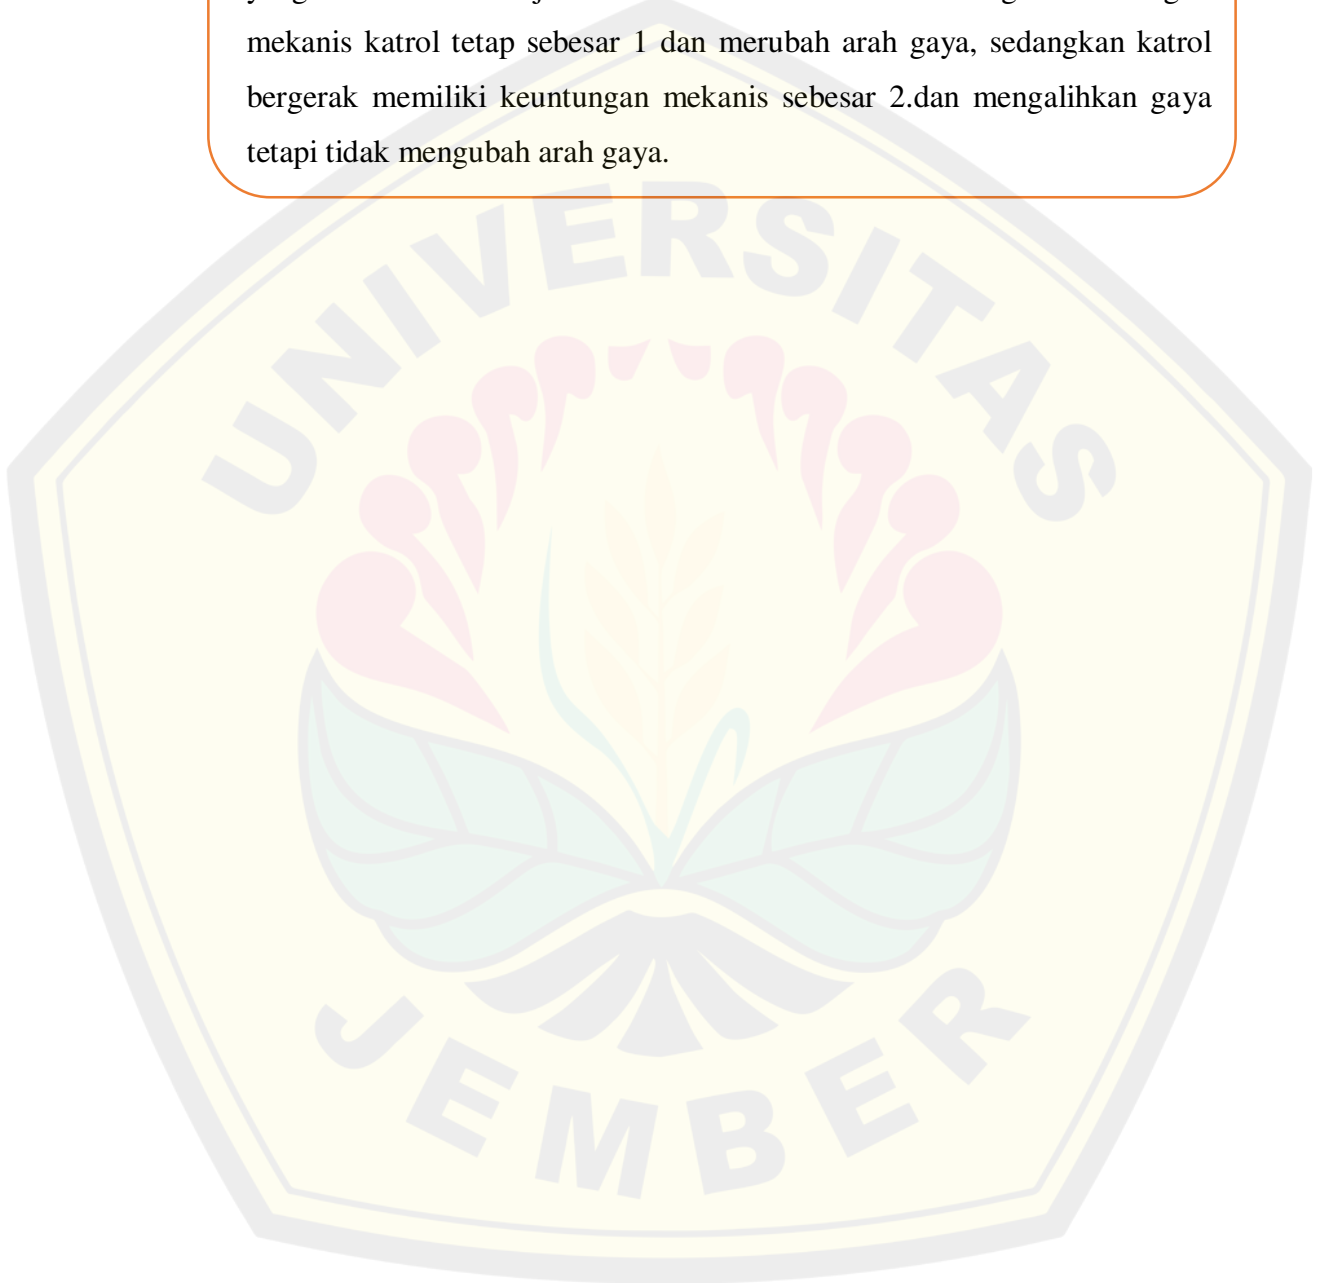 mekanis katrol tetap sebesar 1 dan merubah arah gaya, sedangkan katrol
bergerak memiliki keuntungan mekanis sebesar 2.dan mengalihkan gaya
tetapi tidak mengubah arah gaya.
UNIVERSITAS
JEMBER